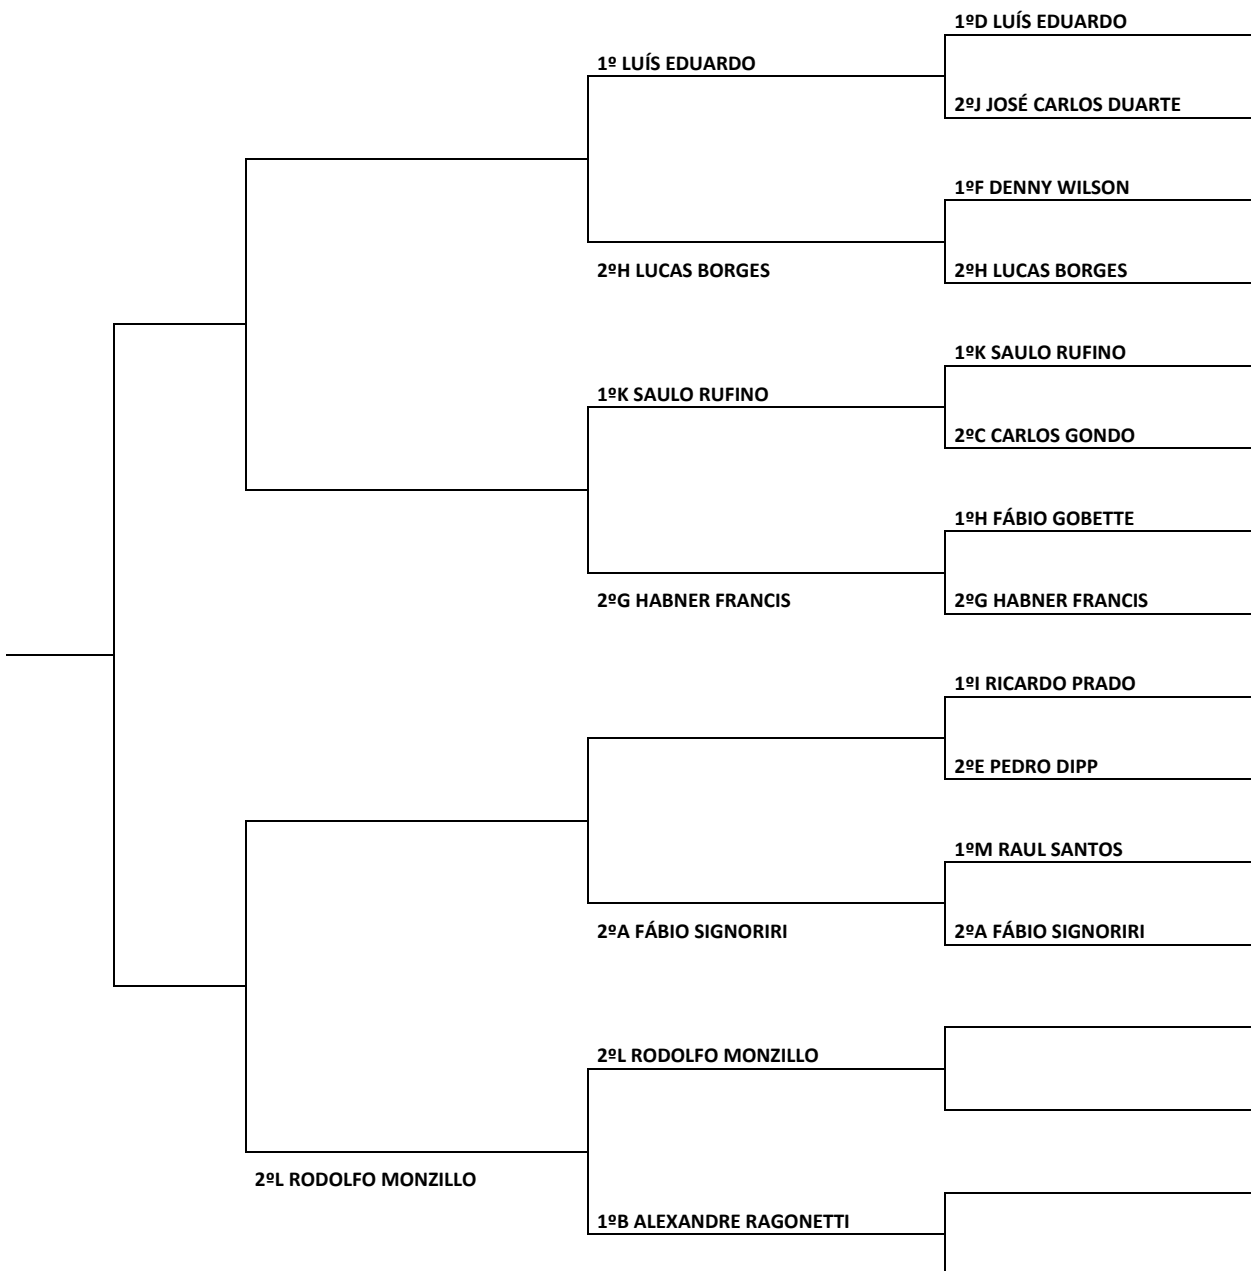 1ºD LUÍS EDUARDO
1º LUÍS EDUARDO
2ºJ JOSÉ CARLOS DUARTE
1ºF DENNY WILSON
2ºH LUCAS BORGES
2ºH LUCAS BORGES
1ºK SAULO RUFINO
1ºK SAULO RUFINO
2ºC CARLOS GONDO
1ºH FÁBIO GOBETTE
2ºG HABNER FRANCIS
2ºG HABNER FRANCIS
1ºI RICARDO PRADO
2ºE PEDRO DIPP
1ºM RAUL SANTOS
2ºA FÁBIO SIGNORIRI
2ºA FÁBIO SIGNORIRI
2ºL RODOLFO MONZILLO
2ºL RODOLFO MONZILLO
1ºB ALEXANDRE RAGONETTI